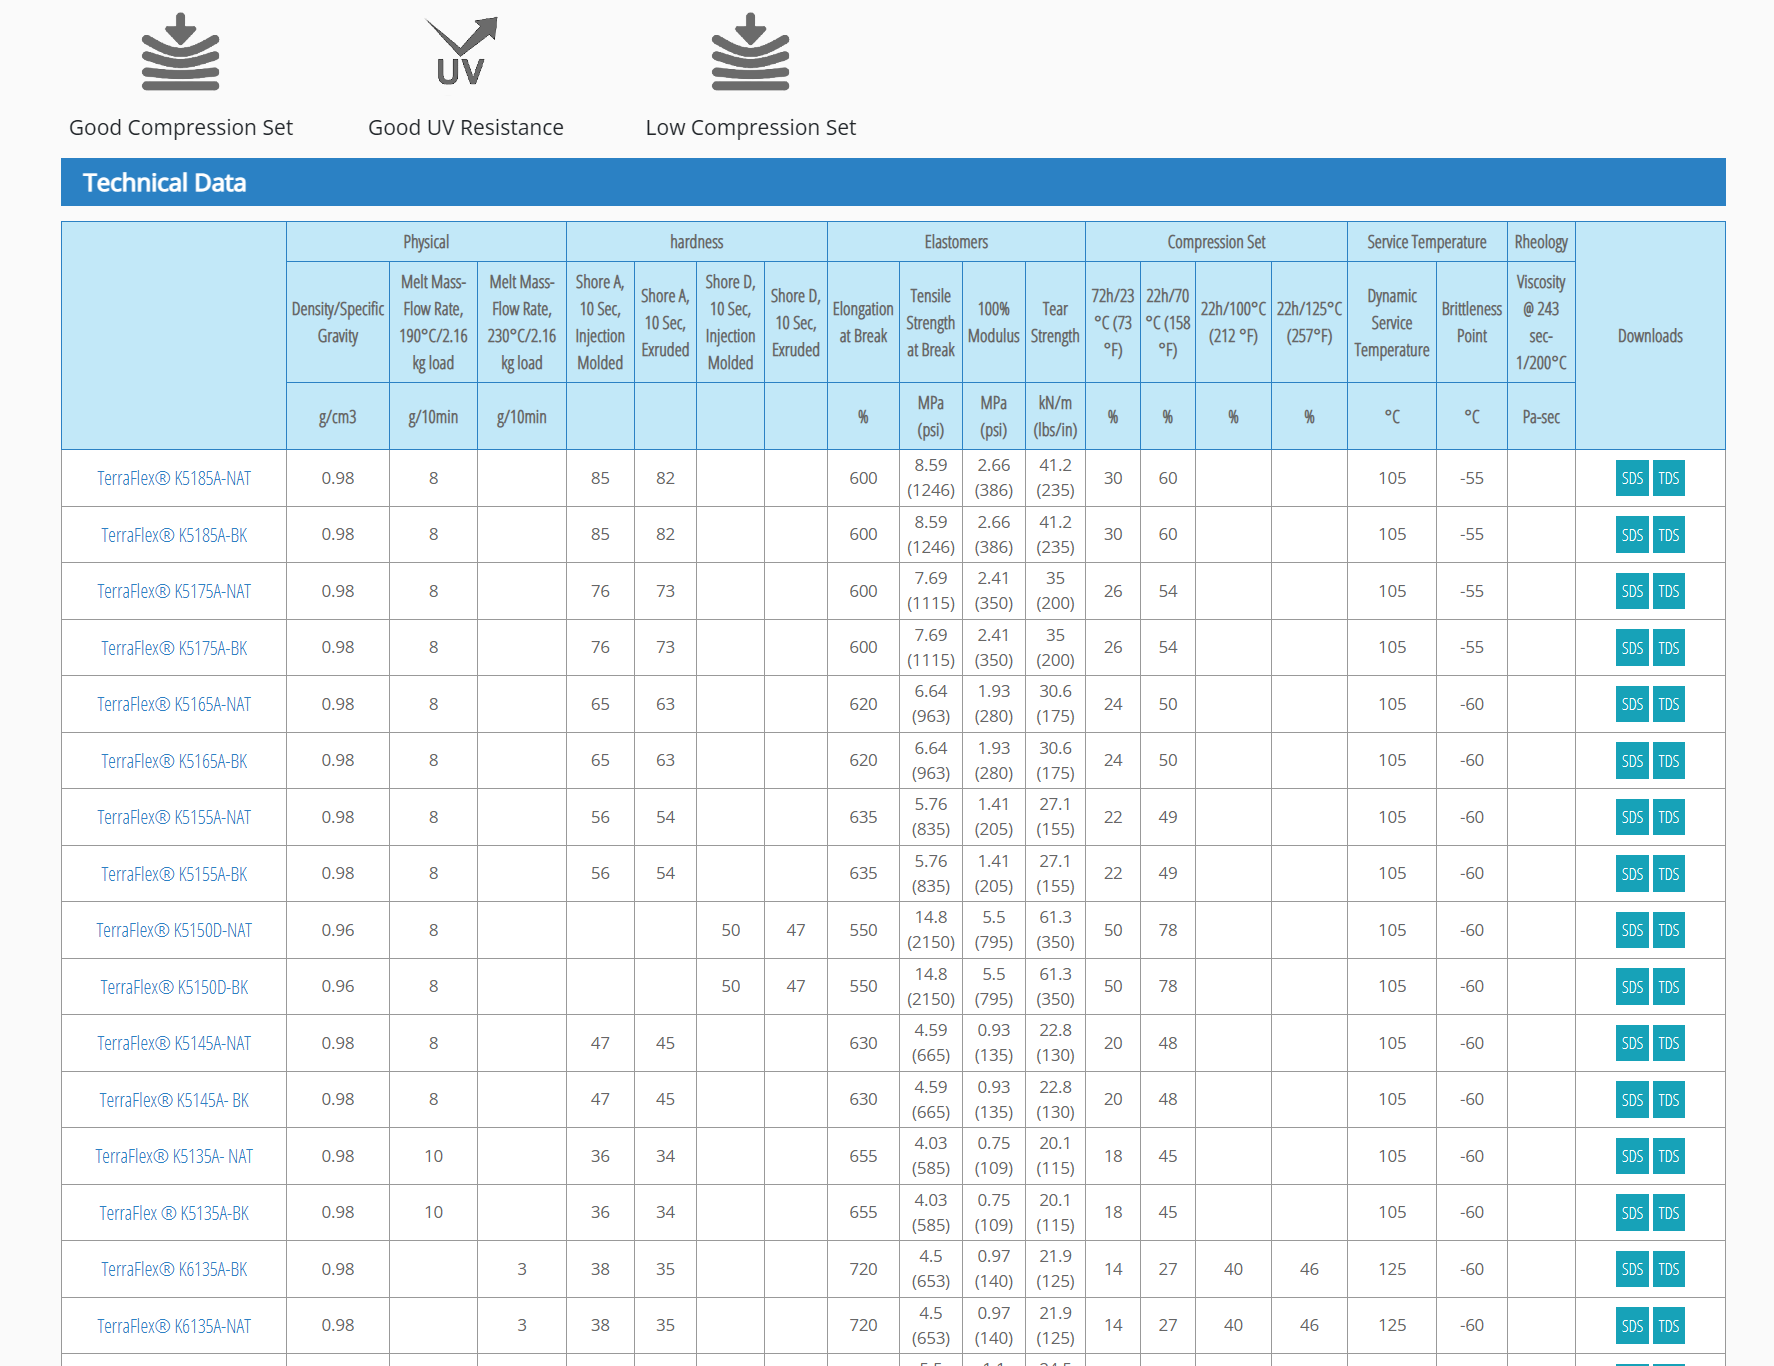 UV
Good Compression Set Good UV Resistance Low Compression Set
Technical Data
Physical hardness Elastomers Compression Set Service Temperature Rheology
Density/Specific Gravity Melt Mass-Flow Rate, 190°C/2.16 kg load Melt Mass-Flow Rate, 230°C/2.16 kg load Shore A, 10 Sec, Injection Molded Shore A, 10 Sec, Extruded Shore D, 10 Sec, Injection Molded Shore D, 10 Sec, Extruded Elongation at Break Tensile Strength at Break 100% Modulus Tear Strength 72h/23 °C (73 °F) 22h/70 °C (158 °F) 22h/100°C (212 °F) 22h/125°C (257°F) Dynamic Service Temperature Brittleness Point Viscosity @ 243 sec-1/200°C Downloads
g/cm3 g/10min g/10min % MPa (psi) MPa (psi) kN/m (lbs/in) % % % % °C °C Pa-sec
TerraFlex® K5185A-NAT 0.98 8 85 82 600 8.59 (1246) 2.66 (386) 41.2 (235) 30 60 105 -55 SDS TDS
TerraFlex® K5185A-BK 0.98 8 85 82 600 8.59 (1246) 2.66 (386) 41.2 (235) 30 60 105 -55 SDS TDS
TerraFlex® K5175A-NAT 0.98 8 76 73 600 7.69 (1115) 2.41 (350) 35 (200) 26 54 105 -55 SDS TDS
TerraFlex® K5175A-BK 0.98 8 76 73 600 7.69 (1115) 2.41 (350) 35 (200) 26 54 105 -55 SDS TDS
TerraFlex® K5165A-NAT 0.98 8 65 63 620 6.64 (963) 1.93 (280) 30.6 (175) 24 50 105 -60 SDS TDS
TerraFlex® K5165A-BK 0.98 8 65 63 620 6.64 (963) 1.93 (280) 30.6 (175) 24 50 105 -60 SDS TDS
TerraFlex® K5155A-NAT 0.98 8 56 54 635 5.76 (835) 1.41 (205) 27.1 (155) 22 49 105 -60 SDS TDS
TerraFlex® K5155A-BK 0.98 8 56 54 635 5.76 (835) 1.41 (205) 27.1 (155) 22 49 105 -60 SDS TDS
TerraFlex® K5150D-NAT 0.96 8 50 47 550 14.8 (2150) 5.5 (795) 61.3 (350) 50 78 105 -60 SDS TDS
TerraFlex® K5150D-BK 0.96 8 50 47 550 14.8 (2150) 5.5 (795) 61.3 (350) 50 78 105 -60 SDS TDS
TerraFlex® K5145A-NAT 0.98 8 47 45 630 4.59 (665) 0.93 (135) 22.8 (130) 20 48 105 -60 SDS TDS
TerraFlex® K5145A- BK 0.98 8 47 45 630 4.59 (665) 0.93 (135) 22.8 (130) 20 48 105 -60 SDS TDS
TerraFlex® K5135A- NAT 0.98 10 36 34 655 4.03 (585) 0.75 (109) 20.1 (115) 18 45 105 -60 SDS TDS
TerraFlex ® K5135A-BK 0.98 10 36 34 655 4.03 (585) 0.75 (109) 20.1 (115) 18 45 105 -60 SDS TDS
TerraFlex® K6135A-BK 0.98 3 38 35 720 4.5 (653) 0.97 (140) 21.9 (125) 14 27 40 46 125 -60 SDS TDS
TerraFlex® K6135A-NAT 0.98 3 38 35 720 4.5 (653) 0.97 (140) 21.9 (125) 14 27 40 46 125 -60 SDS TDS